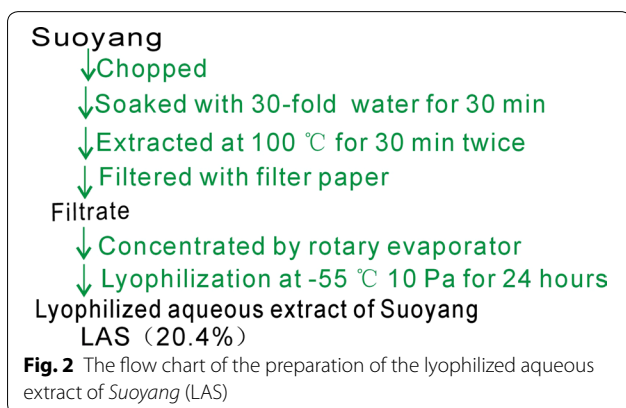 Suoyang
↓Chopped
↓Soaked with 30-fold water for 30 min
↓Extracted at 100 ℃ for 30 min twice
↓Filtered with filter paper
Filtrate
↓Concentrated by rotary evaporator
↓Lyophilization at -55 ℃ 10 Pa for 24 hours
Lyophilized aqueous extract of Suoyang
LAS（20.4%）
Fig. 2 The flow chart of the preparation of the lyophilized aqueous
extract of Suoyang (LAS)